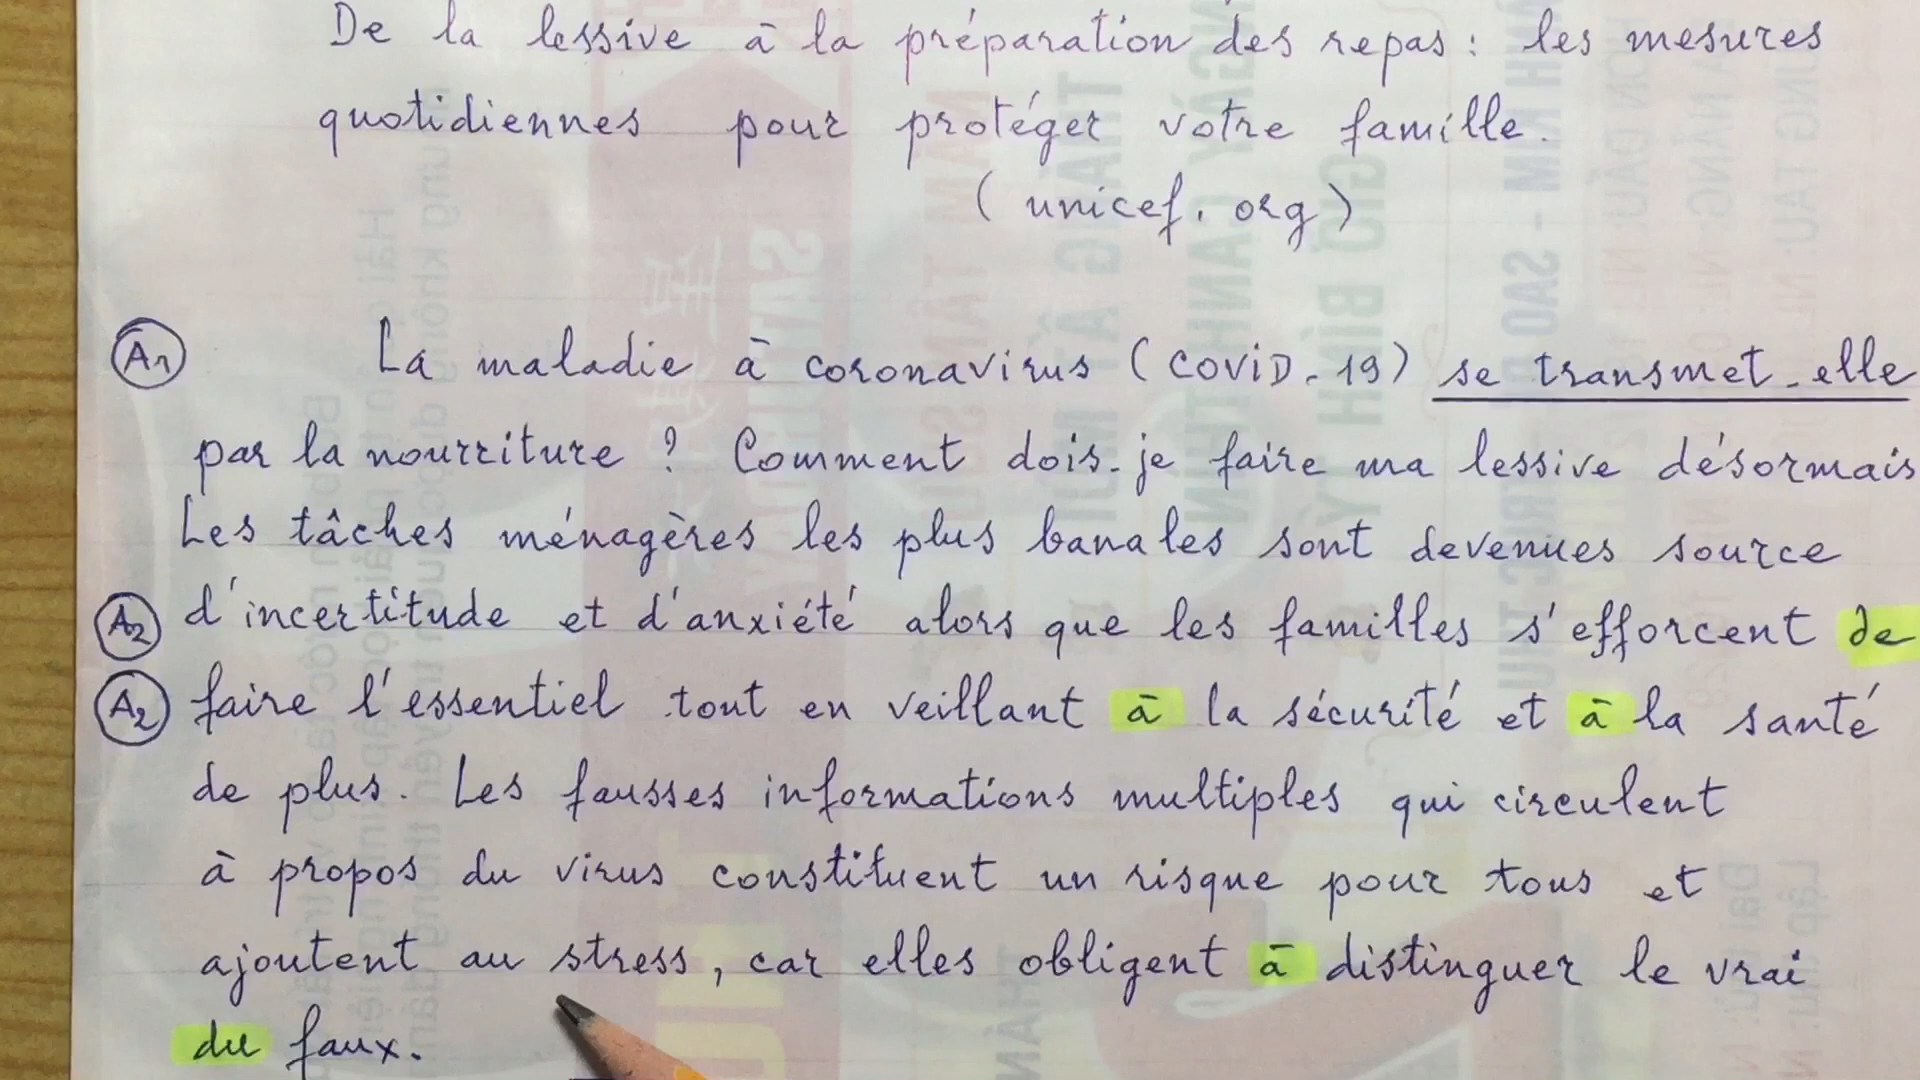 De la lessive à la préparation des repas : les mesures
quotidiennes pour protéger votre famille.
(unicef.org)
A1 La maladie à coronavirus (COVID-19) se transmet-elle
par la nourriture ? Comment dois-je faire ma lessive désormais
Les tâches ménagères les plus banales sont devenues source
A2 d'incertitude et d'anxiété alors que les familles s'efforcent de
A2 faire l'essentiel tout en veillant à la sécurité et à la santé
de plus. Les fausses informations multiples qui circulent
à propos du virus constituent un risque pour tous et
ajoutent au stress, car elles obligent à distinguer le vrai
du faux.